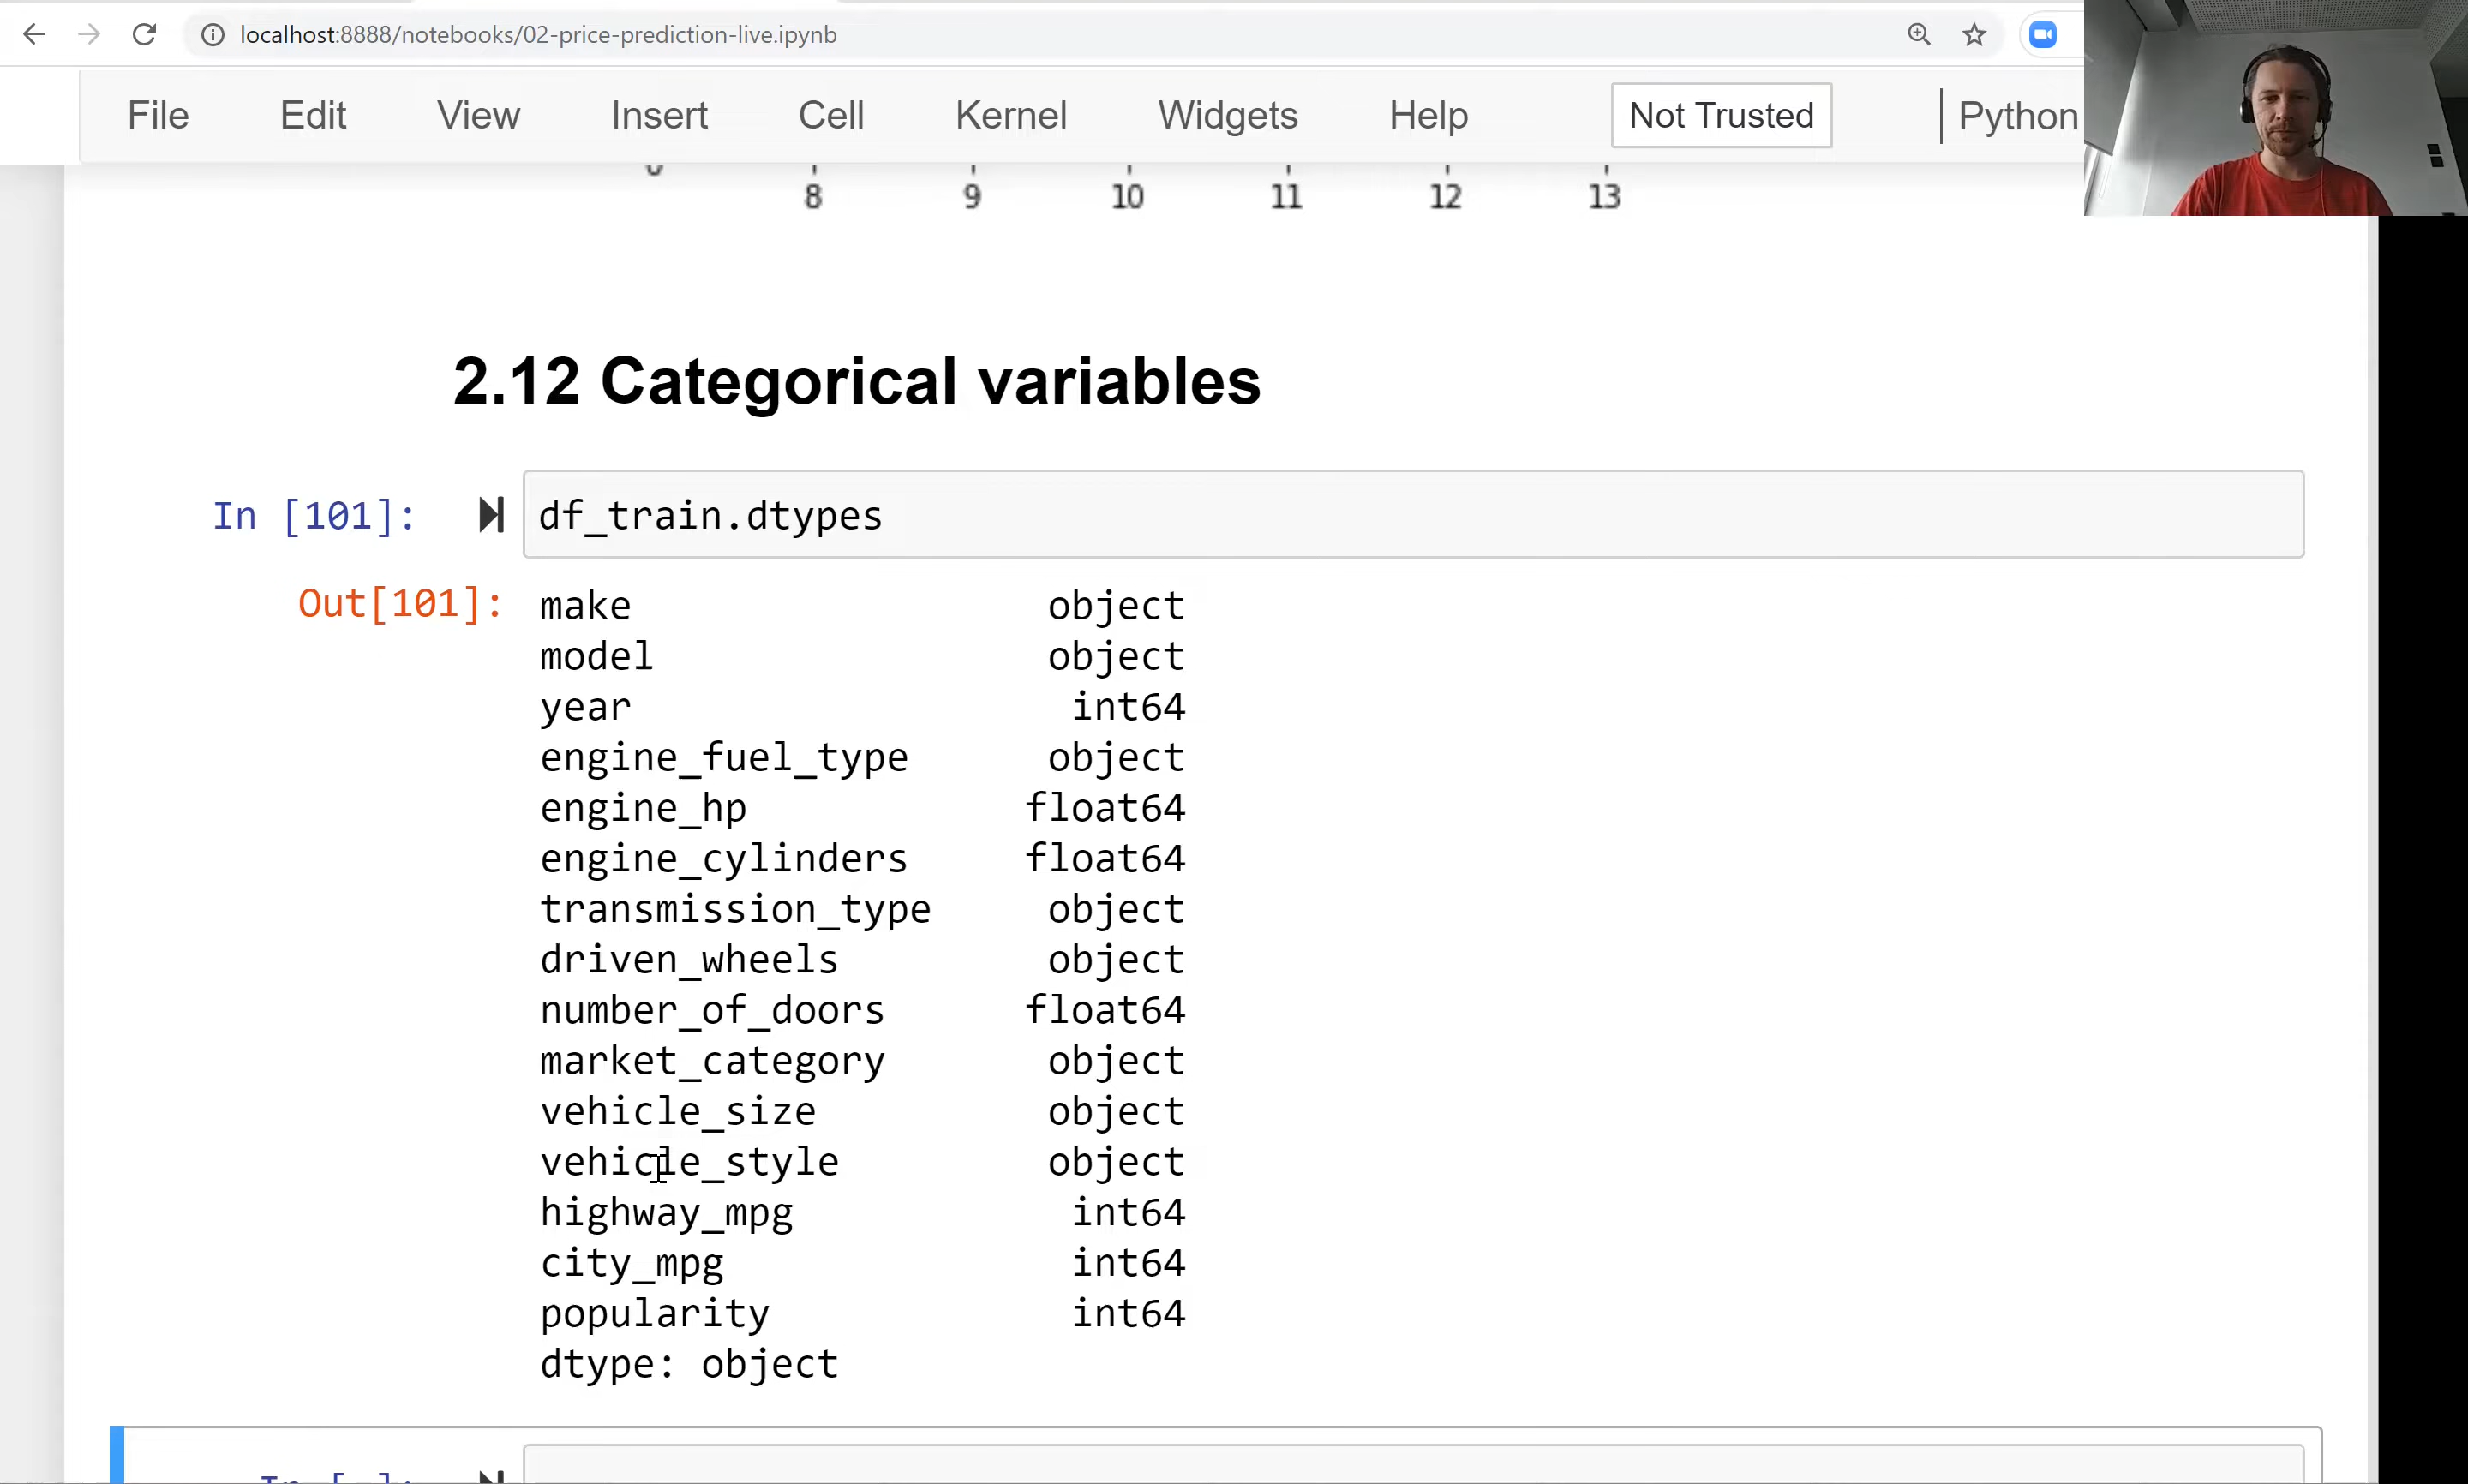 localhost:8888/notebooks/02-price-prediction-live.ipynb
File Edit View Insert Cell Kernel Widgets Help Not Trusted Python
8 9 10 11 12 13
2.12 Categorical variables
In [101]: df_train.dtypes
Out[101]: make object
model object
year int64
engine_fuel_type object
engine_hp float64
engine_cylinders float64
transmission_type object
driven_wheels object
number_of_doors float64
market_category object
vehicle_size object
vehicle_style object
highway_mpg int64
city_mpg int64
popularity int64
dtype: object